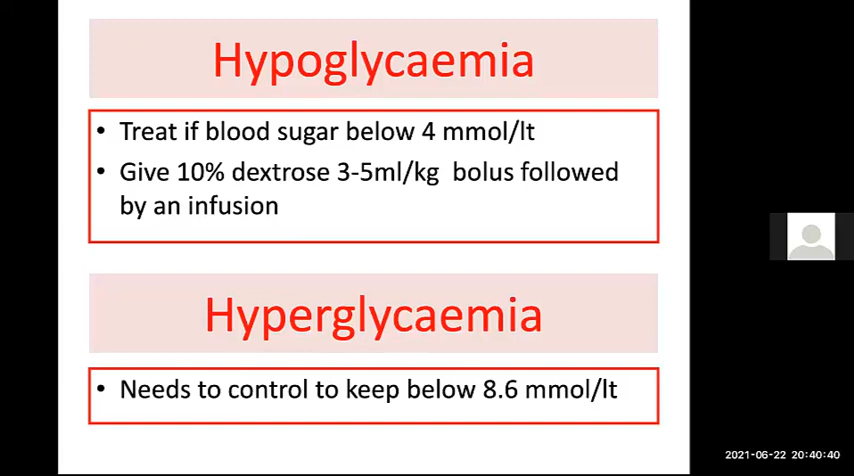 Hypoglycaemia
• Treat if blood sugar below 4 mmol/lt
• Give 10% dextrose 3-5ml/kg bolus followed
by an infusion
Hyperglycaemia
• Needs to control to keep below 8.6 mmol/lt
2021-06-22 20:40:40